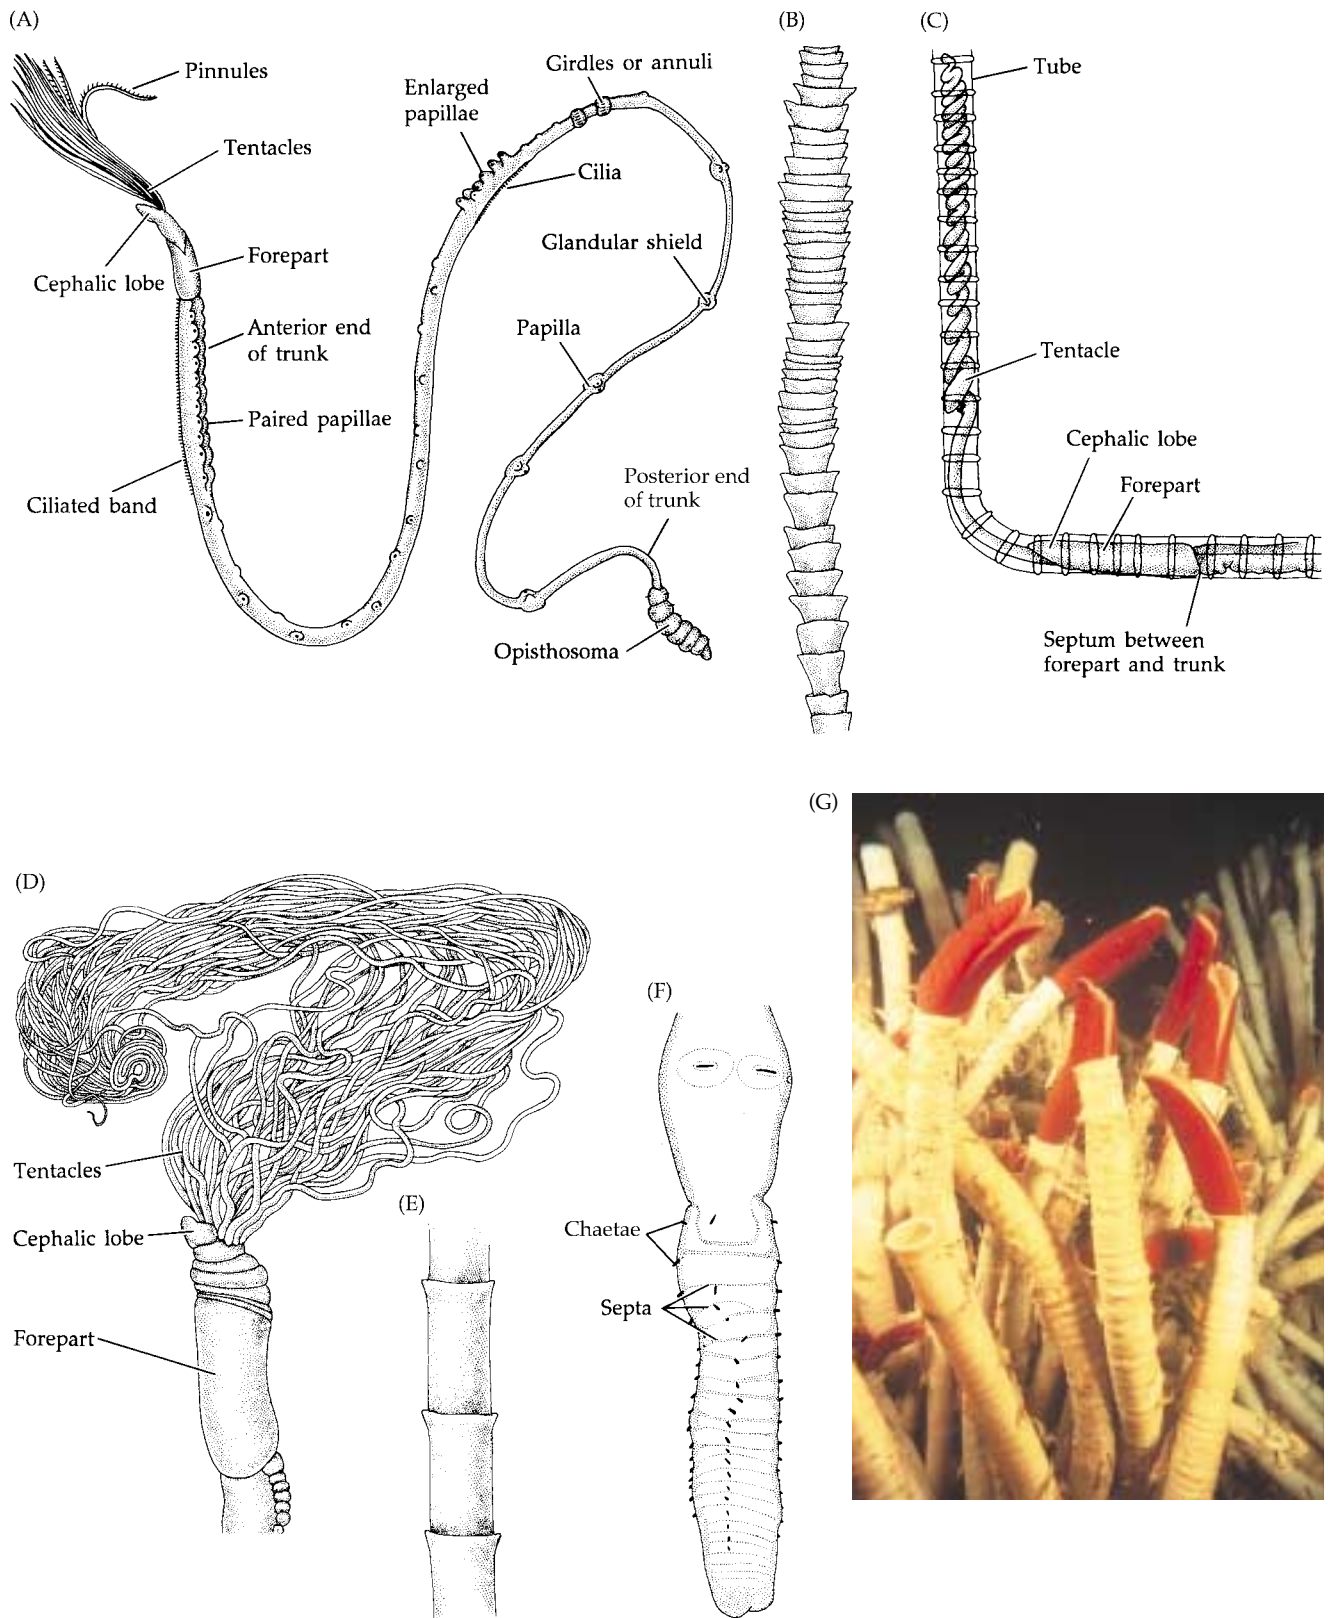 (A)
Pinnules
Tentacles
Cephalic lobe
Forepart
Anterior end
of trunk
Paired papillae
Ciliated band
Enlarged
papillae
Girdles or annuli
Cilia
Glandular shield
Papilla
Posterior end
of trunk
Opisthosoma
(B)
(C)
Tube
Tentacle
Cephalic lobe
Forepart
Septum between
forepart and trunk
(D)
Tentacles
Cephalic lobe
Forepart
(E)
(F)
Chaetae
Septa
(G)